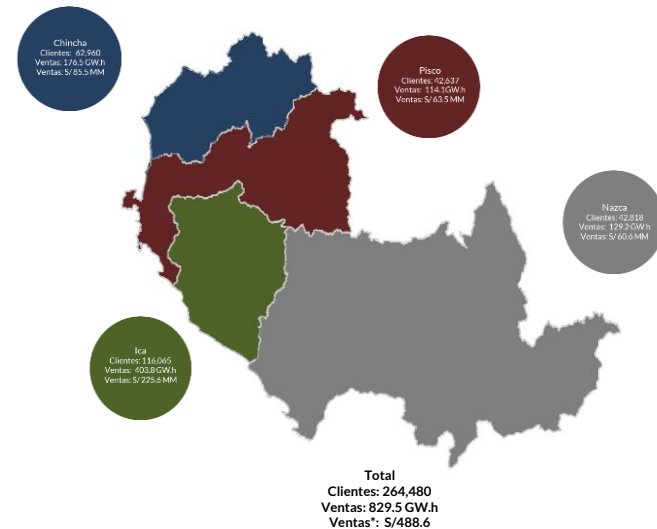 Chincha
Clientes: 62,960
Ventas: 176.5 GW.h
Ventas: S/ 85.5 MM
Pisco
Clientes: 42,637
Ventas: 114.1GW.h
Ventas: S/ 63.5 MM
Nazca
Clientes: 42,818
Ventas: 129.2 GW.h
Ventas: S/ 60.6 MM
Ica
Clientes: 116,065
Ventas: 403.8 GW.h
Ventas: S/ 225.6 MM
Total
Clientes: 264,480
Ventas: 829.5 GW.h
Ventas*: S/488.6